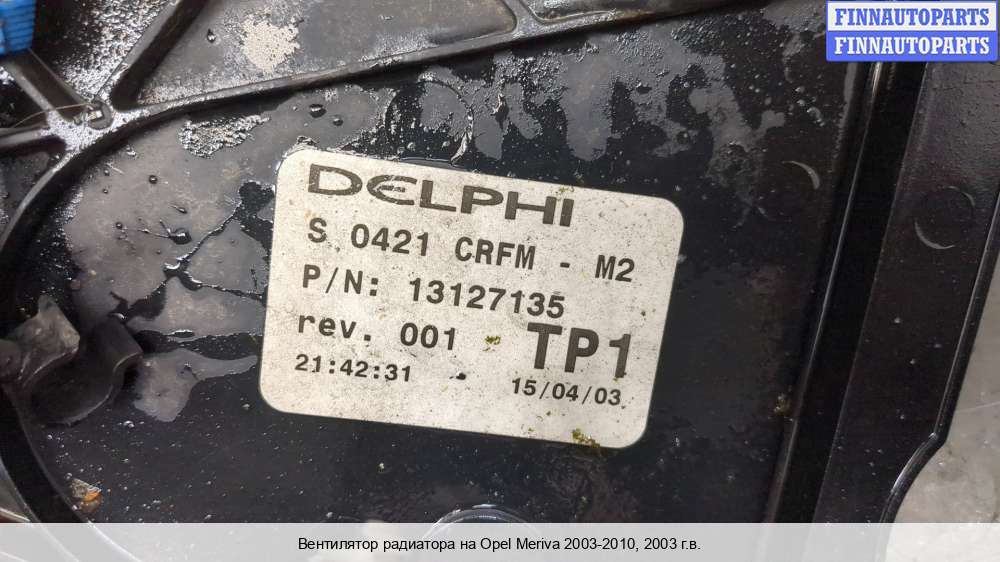 FINNAUTOPARTS
FINNAUTOPARTS
DELPHI
S 0421 CRFM - M2
P/N: 13127135
rev. 001 TP1
21:42:31 15/04/03
Вентилятор радиатора на Opel Meriva 2003-2010, 2003 г.в.